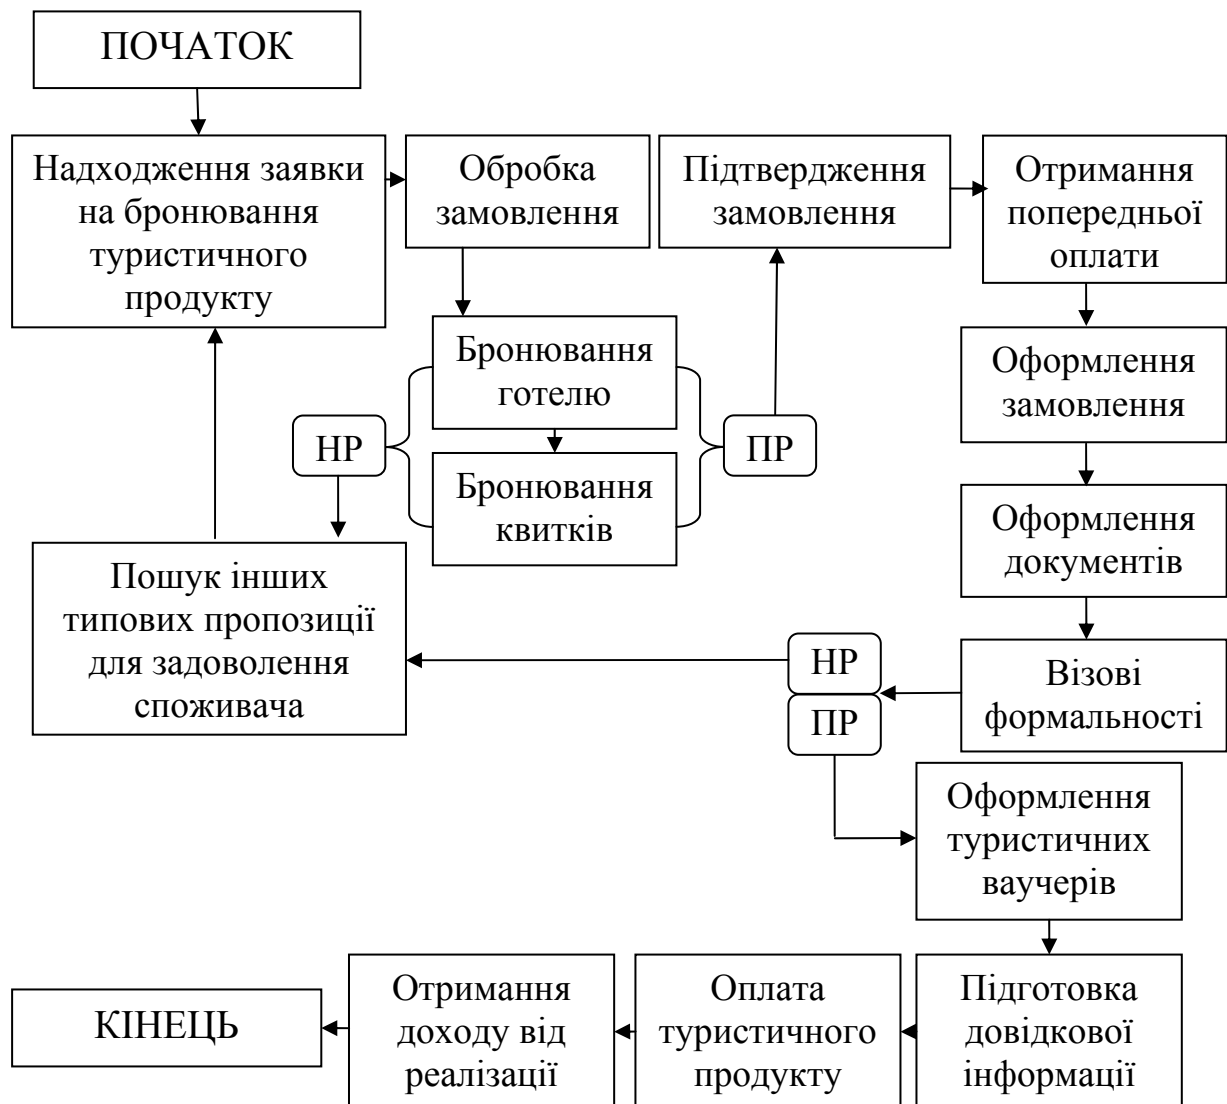 ПОЧАТОК
Надходження заявки
на бронювання
туристичного
продукту
Обробка
замовлення
Підтвердження
замовлення
Отримання
попередньої
оплати
Бронювання
готелю
Оформлення
замовлення
НР
ПР
Бронювання
квитків
Оформлення
документів
Пошук інших
типових пропозиції
для задоволення
споживача
НР
ПР
Візові
формальності
Оформлення
туристичних
ваучерів
КІНЕЦЬ
Отримання
доходу від
реалізації
Оплата
туристичного
продукту
Підготовка
довідкової
інформації